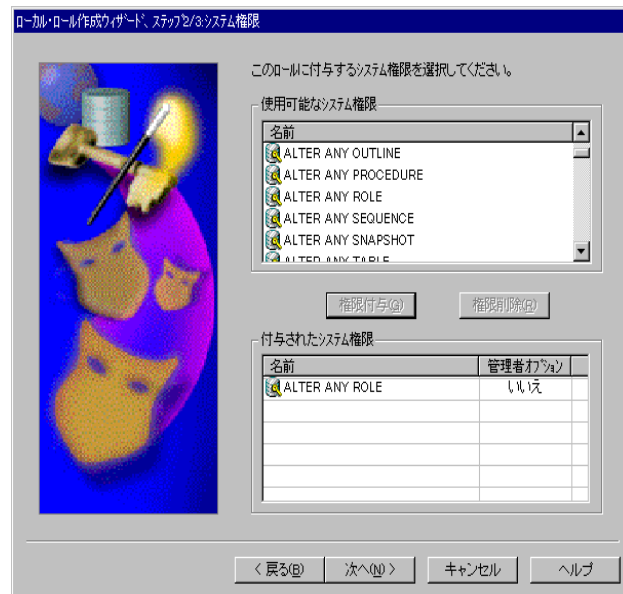 ローカル・ロール作成ウィザード、ステップ2/3:システム権限
このロールに付与するシステム権限を選択してください。
使用可能なシステム権限
名前
ALTER ANY OUTLINE
ALTER ANY PROCEDURE
ALTER ANY ROLE
ALTER ANY SEQUENCE
ALTER ANY SNAPSHOT
ALTER ANY TABLE
権限付与(G) 権限削除(R)
付与されたシステム権限
名前 管理者オプション
ALTER ANY ROLE いいえ
< 戻る(B) 次へ(N) > キャンセル ヘルプ